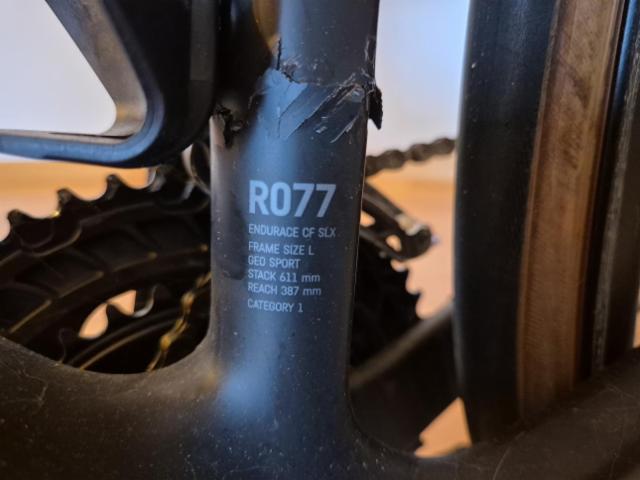 R077
ENDURACE CF SLX
FRAME SIZE L
GEO SPORT
STACK 611 mm
REACH 387 mm
CATEGORY 1